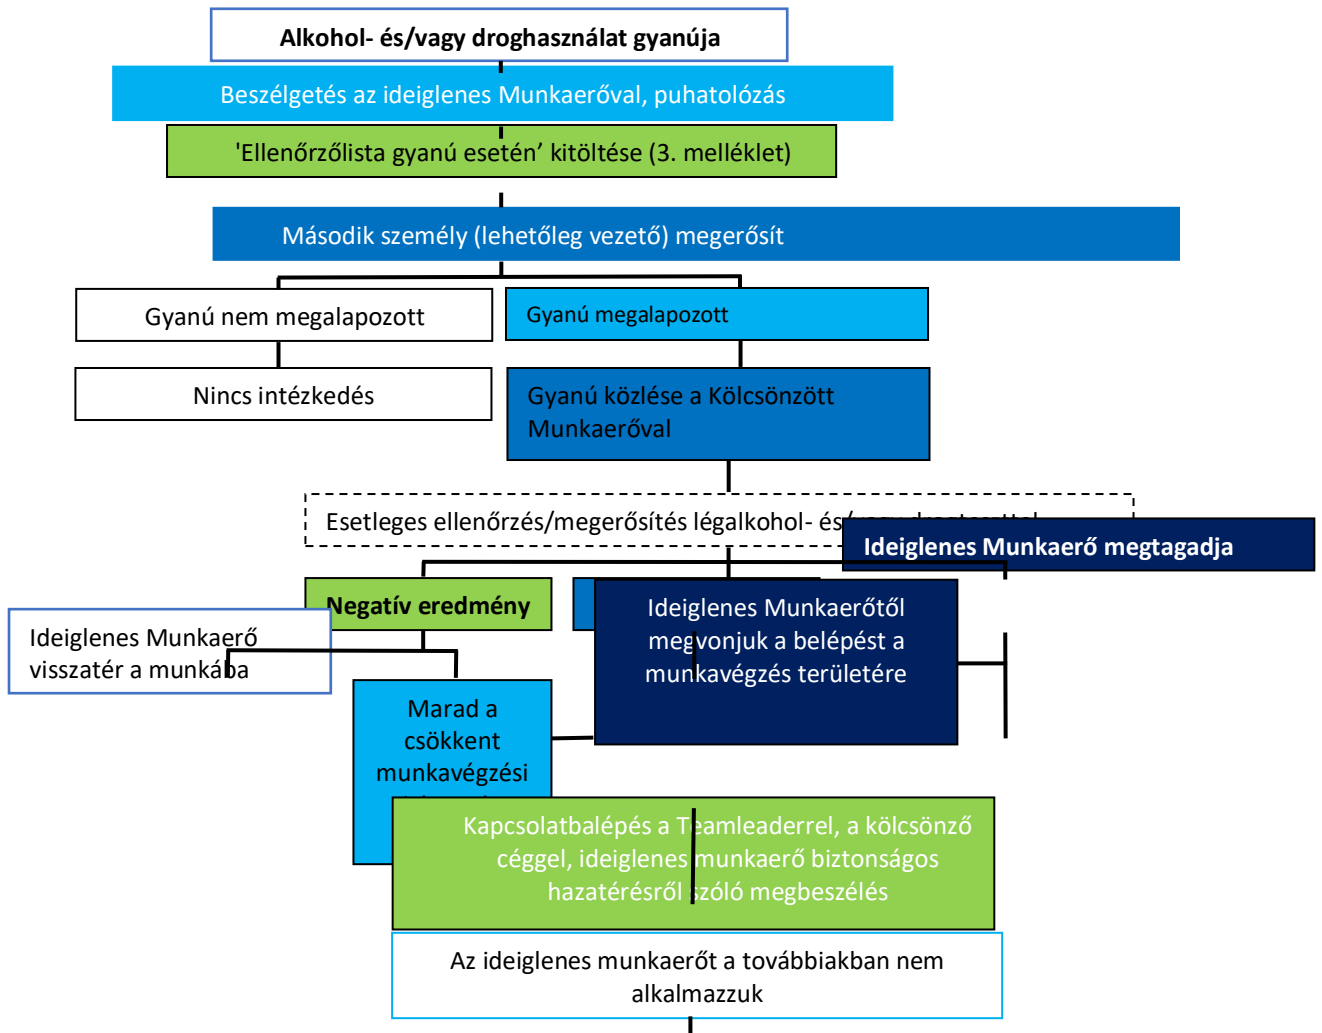 Alkohol- és/vagy droghasználat gyanúja
Beszélgetés az ideiglenes Munkaerőval, puhatolózás
'Ellenőrzőlista gyanú esetén’ kitöltése (3. melléklet)
Második személy (lehetőleg vezető) megerősít
Gyanú nem megalapozott
Gyanú megalapozott
Nincs intézkedés
Gyanú közlése a Kölcsönzött
Munkaerőval
Esetleges ellenőrzés/megerősítés légalkohol- és/vagy
Ideiglenes Munkaerő megtagadja
Negatív eredmény
Ideiglenes Munkaerőtől
megvonjuk a belépést a
munkavégzés területére
Ideiglenes Munkaerő
visszatér a munkába
Marad a
csökkent
munkavégzési
Kapcsolatbalépés a Teamleaderrel, a kölcsönző
céggel, ideiglenes munkaerő biztonságos
hazatérésről szóló megbeszélés
Az ideiglenes munkaerőt a továbbiakban nem
alkalmazzuk